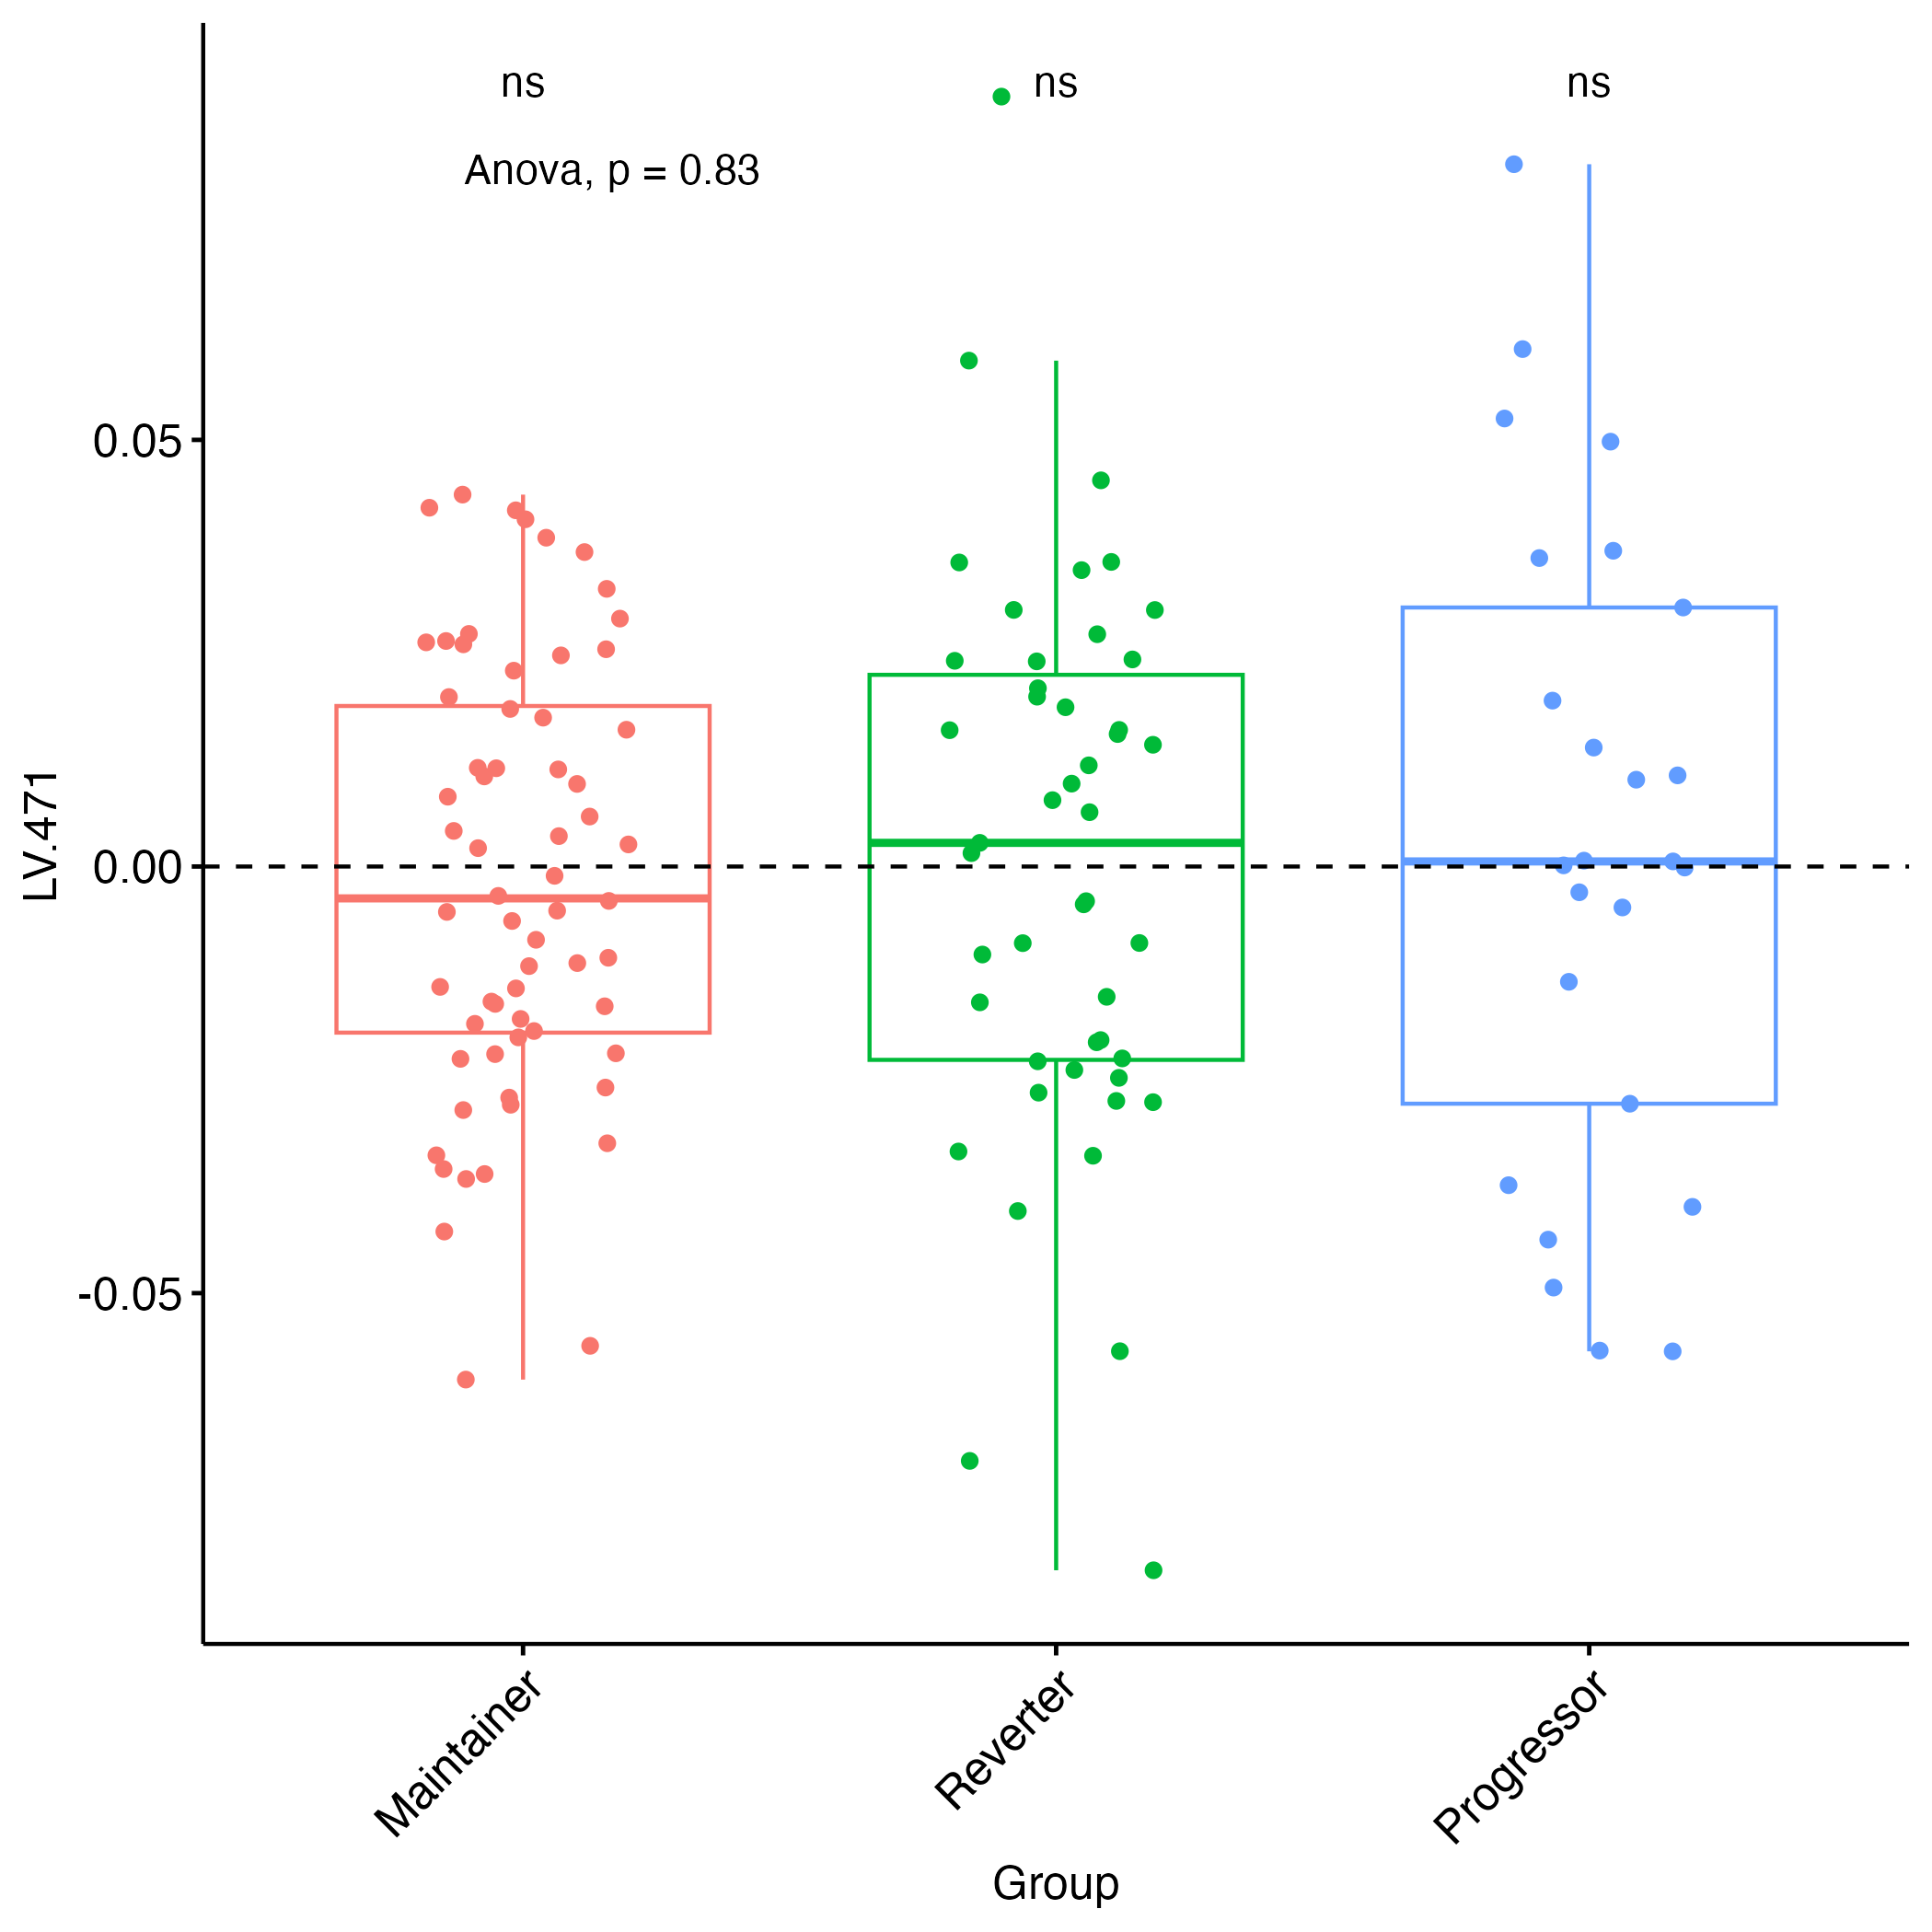 ns ns ns
Anova, p = 0.83
LV.471
0.05
0.00
-0.05
Maintainer
Reverter
Progressor
Group